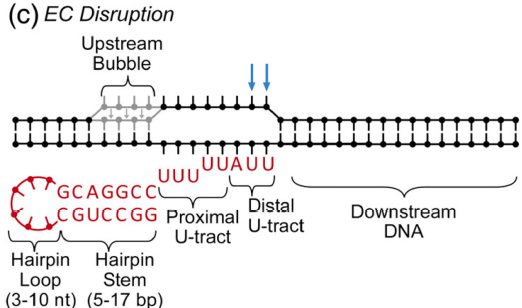 (c) EC Disruption
Upstream
Bubble
UUU UUAUU
GCAGGCC
CGUCCGG
Proximal
U-tract
Distal
U-tract
Downstream
DNA
Hairpin
Loop
(3-10 nt)
Hairpin
Stem
(5-17 bp)